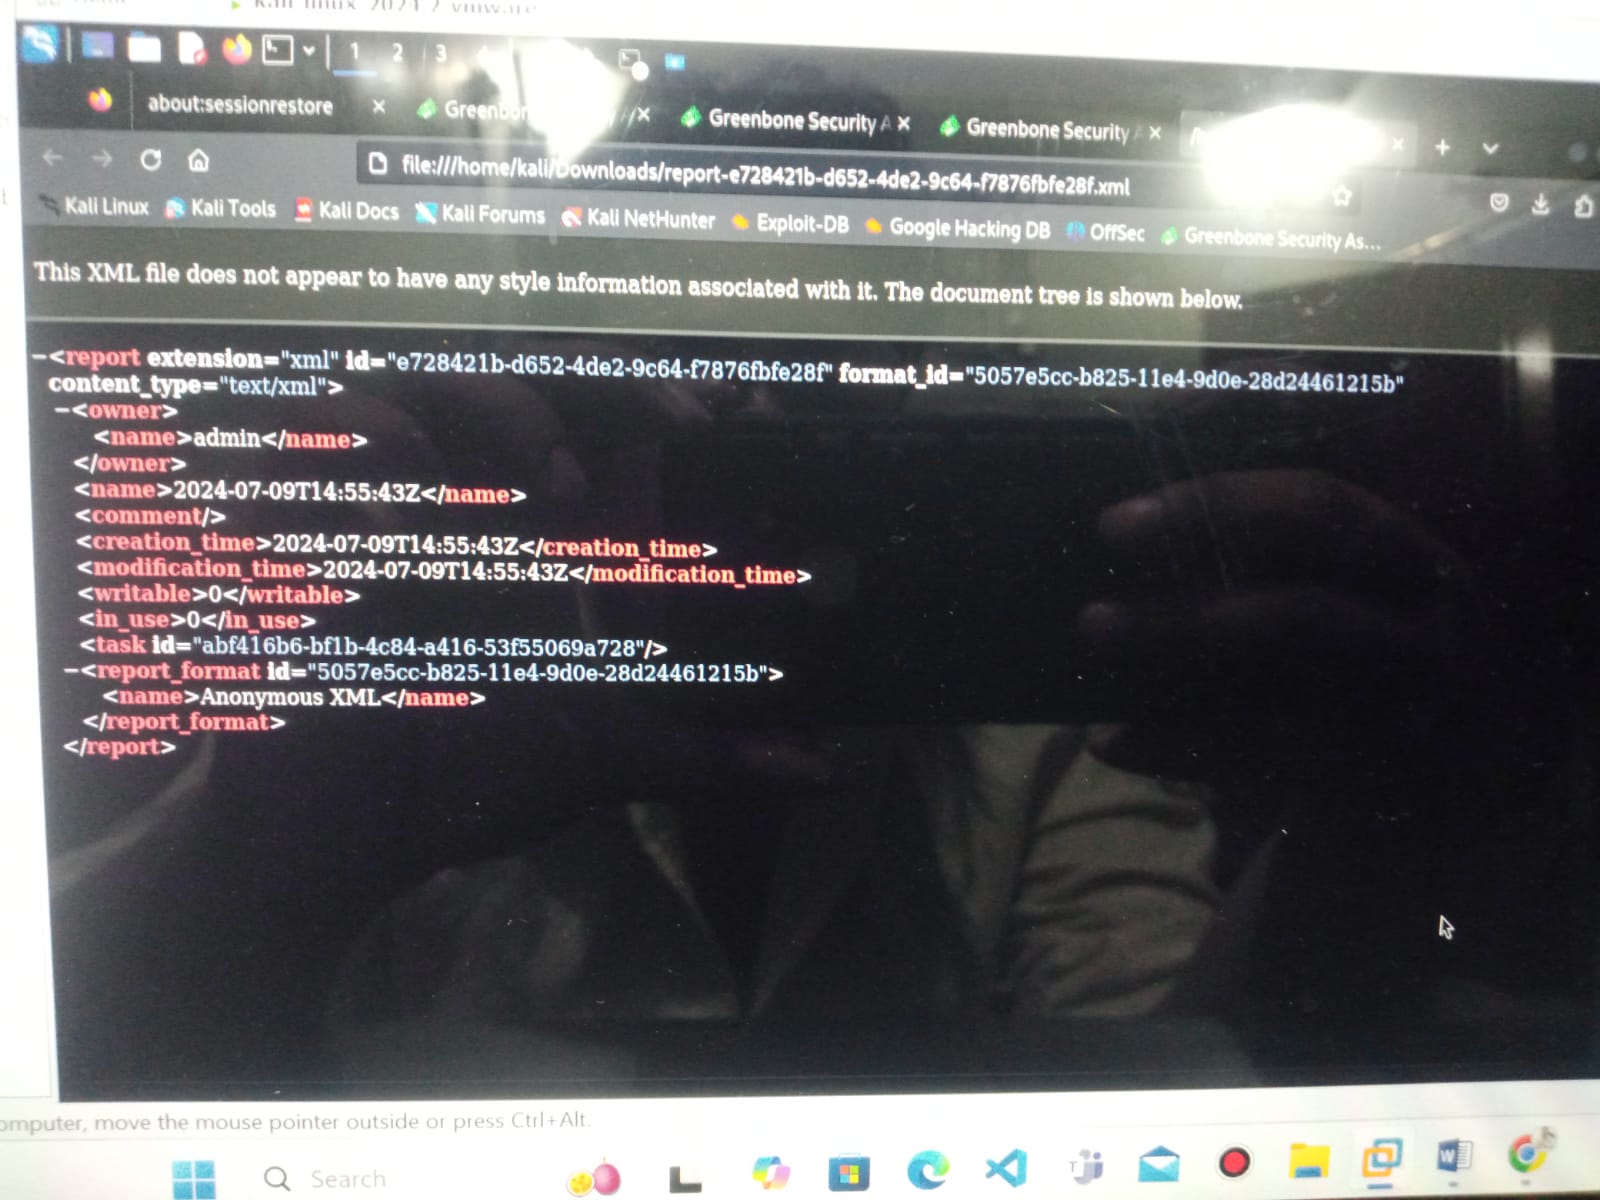 kali-linux-2024.2-vmware
1 2 3
about:sessionrestore
Greenbon
Greenbone Security A
Greenbone Security A
file:///home/kali/Downloads/report-e728421b-d652-4de2-9c64-f7876fbfe28f.xml
Kali Linux Kali Tools Kali Docs Kali Forums Kali NetHunter Exploit-DB Google Hacking DB OffSec Greenbone Security As...
This XML file does not appear to have any style information associated with it. The document tree is shown below.
−<report extension="xml" id="e728421b-d652-4de2-9c64-f7876fbfe28f" format_id="5057e5cc-b825-11e4-9d0e-28d24461215b"
content_type="text/xml">
−<owner>
<name>admin</name>
</owner>
<name>2024-07-09T14:55:43Z</name>
<comment/>
<creation_time>2024-07-09T14:55:43Z</creation_time>
<modification_time>2024-07-09T14:55:43Z</modification_time>
<writable>0</writable>
<in_use>0</in_use>
<task id="abf416b6-bf1b-4c84-a416-53f55069a728"/>
−<report_format id="5057e5cc-b825-11e4-9d0e-28d24461215b">
<name>Anonymous XML</name>
</report_format>
</report>
omputer, move the mouse pointer outside or press Ctrl+Alt.
Search